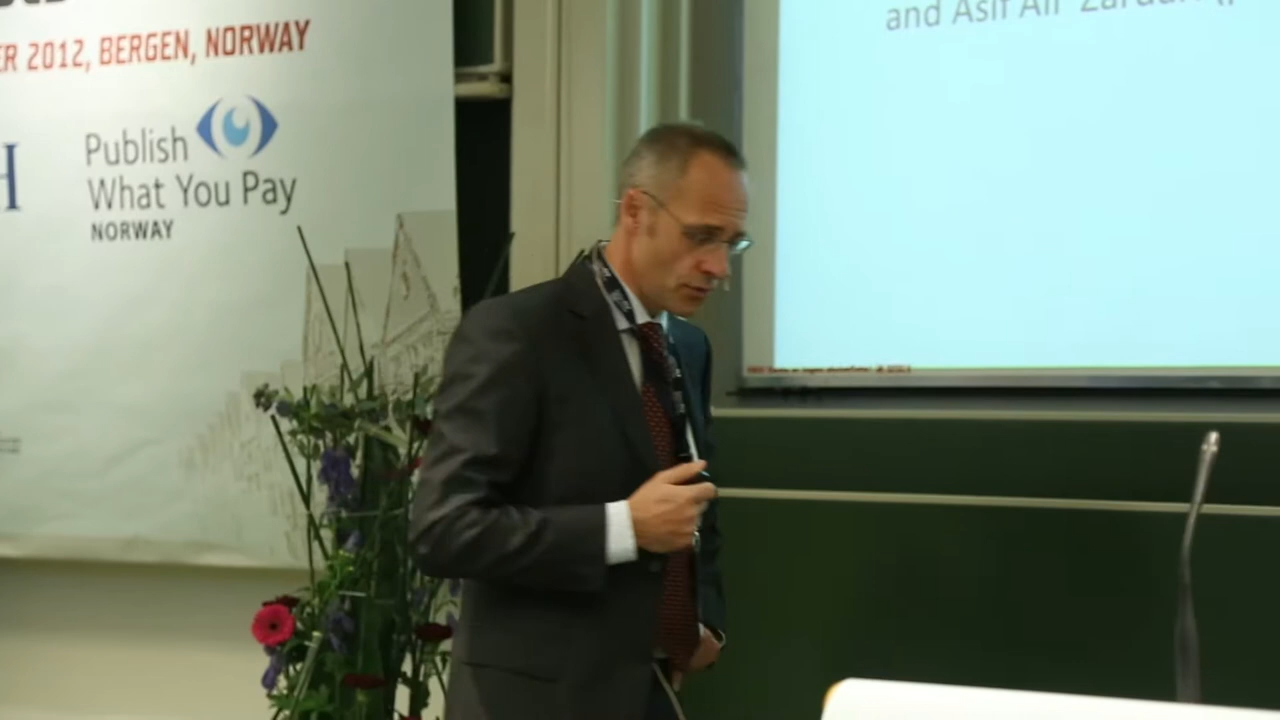 ER 2012, BERGEN, NORWAY
H
Publish
What You Pay
NORWAY
and Asif Ali Zardari